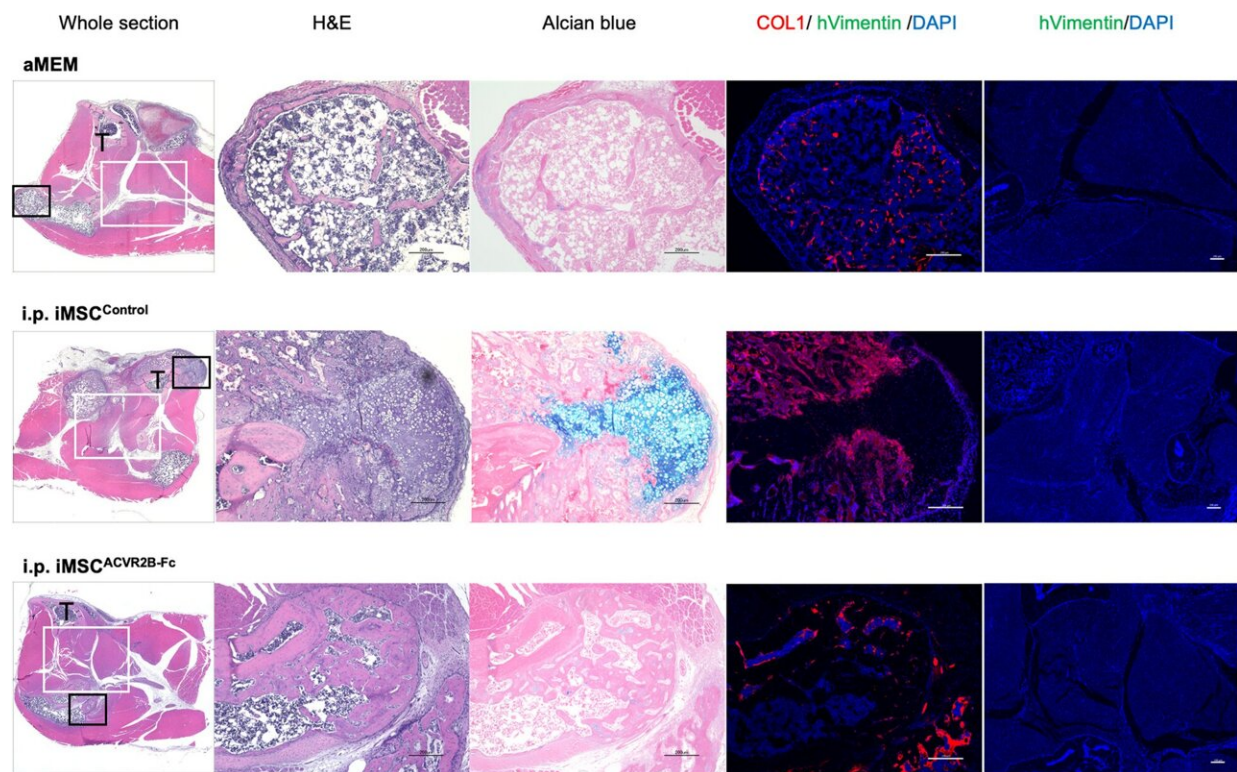 Whole section
H&E
Alcian blue
COL1/ hVimentin /DAPI
hVimentin/DAPI
aMEM
T
i.p. iMSCControl
T
i.p. iMSCACVR2B-Fc
T